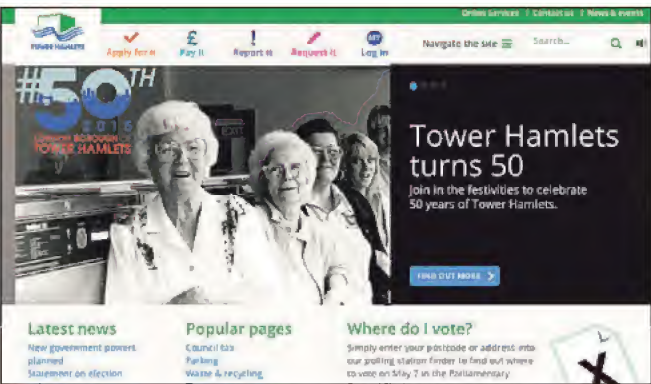 Online Services | Contact us | News & events
TOWER HAMLETS
Apply for it
Pay it
Report it
Request it
Log in
Navigate the site
Search...
#50TH
2015
LONDON BOROUGH OF
TOWER HAMLETS
EXIT
Tower Hamlets
turns 50
Join in the festivities to celebrate
50 years of Tower Hamlets.
FIND OUT MORE
Latest news
New government powers
planned
Statement on election
Popular pages
Council tax
Parking
Waste & recycling
Where do I vote?
Simply enter your postcode or address into
our polling station finder to find out where
to vote on May 7 in the Parliamentary
X